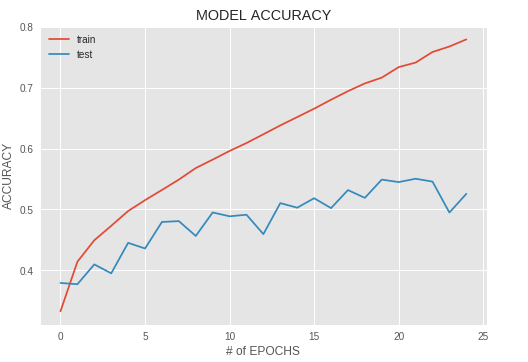 MODEL ACCURACY
train
test
0.8
0.7
0.6
0.5
0.4
ACCURACY
0 5 10 15 20 25
# of EPOCHS